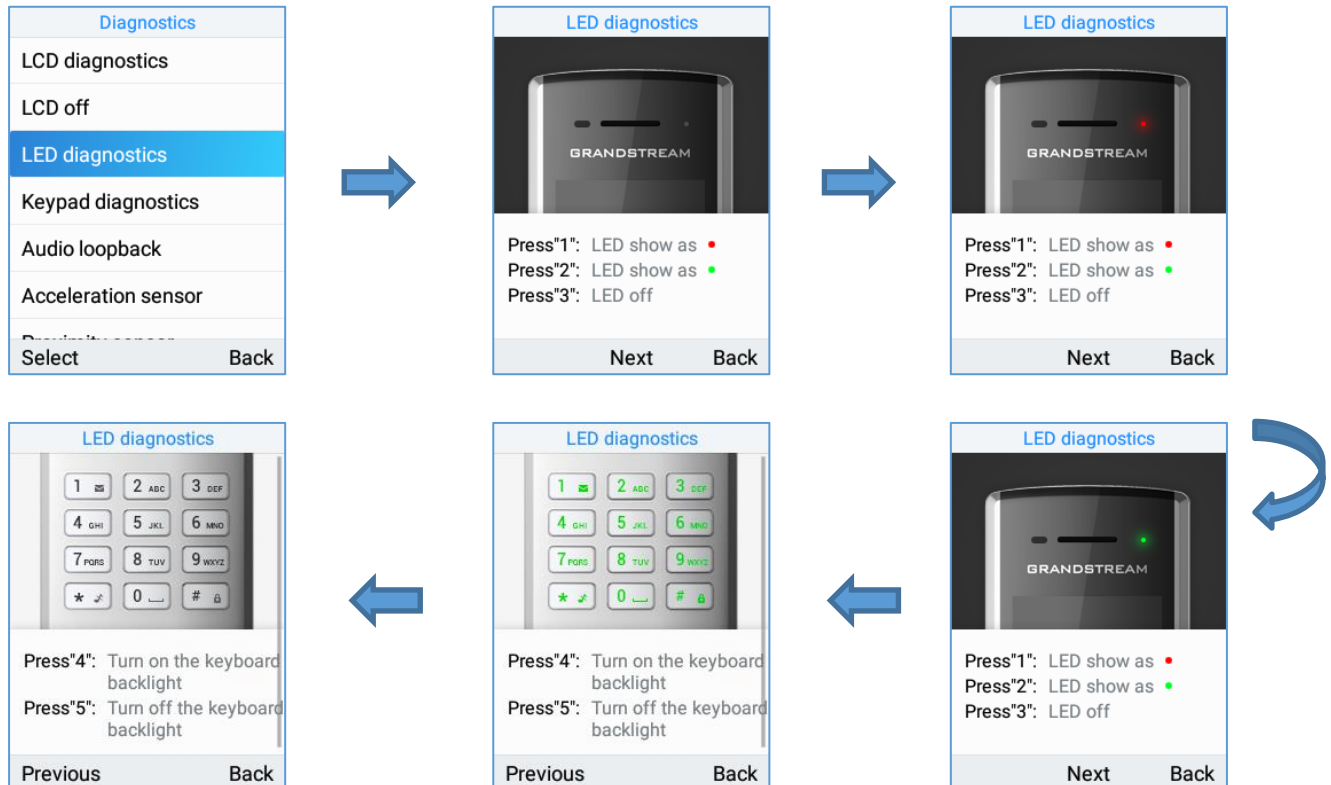 Diagnostics
LCD diagnostics
LCD off
LED diagnostics
Keypad diagnostics
Audio loopback
Acceleration sensor
Select Back
LED diagnostics
GRANDSTREAM
Press"1": LED show as
Press"2": LED show as
Press"3": LED off
Next Back
LED diagnostics
GRANDSTREAM
Press"1": LED show as
Press"2": LED show as
Press"3": LED off
Next Back
LED diagnostics
1 2 ABC 3 DEF
4 GHI 5 JKL 6 MNO
7 PQRS 8 TUV 9 WXYZ
* 0 #
Press"4": Turn on the keyboard
backlight
Press"5": Turn off the keyboard
backlight
Previous Back
LED diagnostics
1 2 ABC 3 DEF
4 GHI 5 JKL 6 MNO
7 PQRS 8 TUV 9 WXYZ
* 0 #
Press"4": Turn on the keyboard
backlight
Press"5": Turn off the keyboard
backlight
Previous Back
LED diagnostics
GRANDSTREAM
Press"1": LED show as
Press"2": LED show as
Press"3": LED off
Next Back